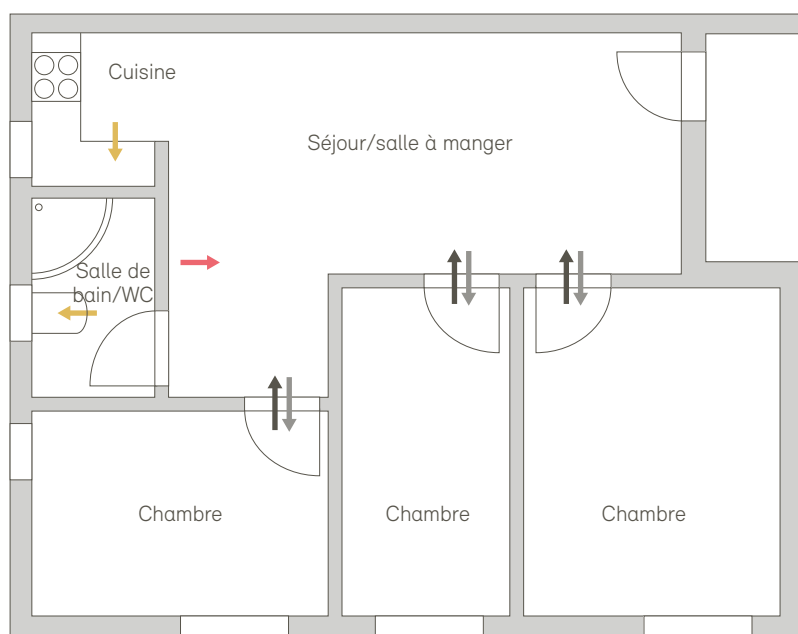 Cuisine
Séjour/salle à manger
Salle de
bain/WC
Chambre
Chambre
Chambre